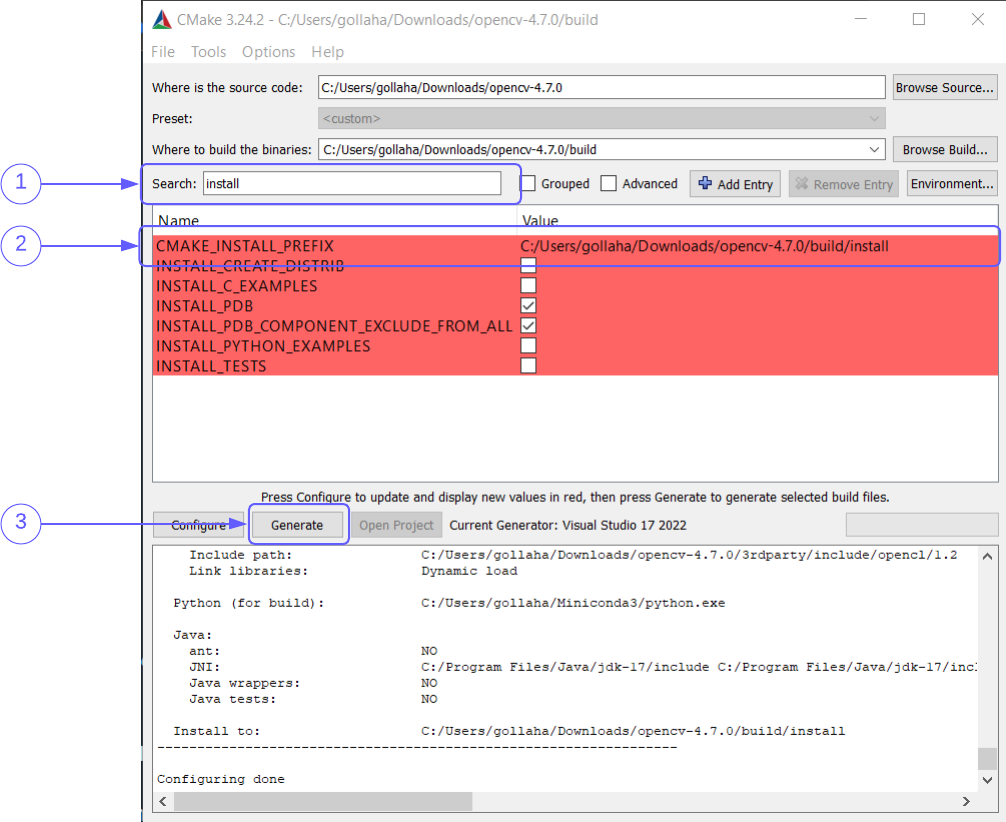 CMake 3.24.2 - C:/Users/gollaha/Downloads/opencv-4.7.0/build
File Tools Options Help
Where is the source code: C:/Users/gollaha/Downloads/opencv-4.7.0 Browse Source...
Preset: <custom>
Where to build the binaries: C:/Users/gollaha/Downloads/opencv-4.7.0/build Browse Build...
1 Search: install Grouped Advanced Add Entry Remove Entry Environment...
Name Value
2 CMAKE_INSTALL_PREFIX C:/Users/gollaha/Downloads/opencv-4.7.0/build/install
INSTALL_CREATE_DISTRIB
INSTALL_C_EXAMPLES
INSTALL_PDB
INSTALL_PDB_COMPONENT_EXCLUDE_FROM_ALL
INSTALL_PYTHON_EXAMPLES
INSTALL_TESTS
Press Configure to update and display new values in red, then press Generate to generate selected build files.
3 Configure Generate Open Project Current Generator: Visual Studio 17 2022
Include path: C:/Users/gollaha/Downloads/opencv-4.7.0/3rdparty/include/opencl/1.2
Link libraries: Dynamic load
Python (for build): C:/Users/gollaha/Miniconda3/python.exe
Java:
ant: NO
JNI: C:/Program Files/Java/jdk-17/include C:/Program Files/Java/jdk-17/incl
Java wrappers: NO
Java tests: NO
Install to: C:/Users/gollaha/Downloads/opencv-4.7.0/build/install
-----------------------------------------------------------------
Configuring done